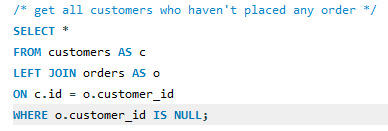 /* get all customers who haven't placed any order */
SELECT *
FROM customers AS c
LEFT JOIN orders AS o
ON c.id = o.customer_id
WHERE o.customer_id IS NULL;